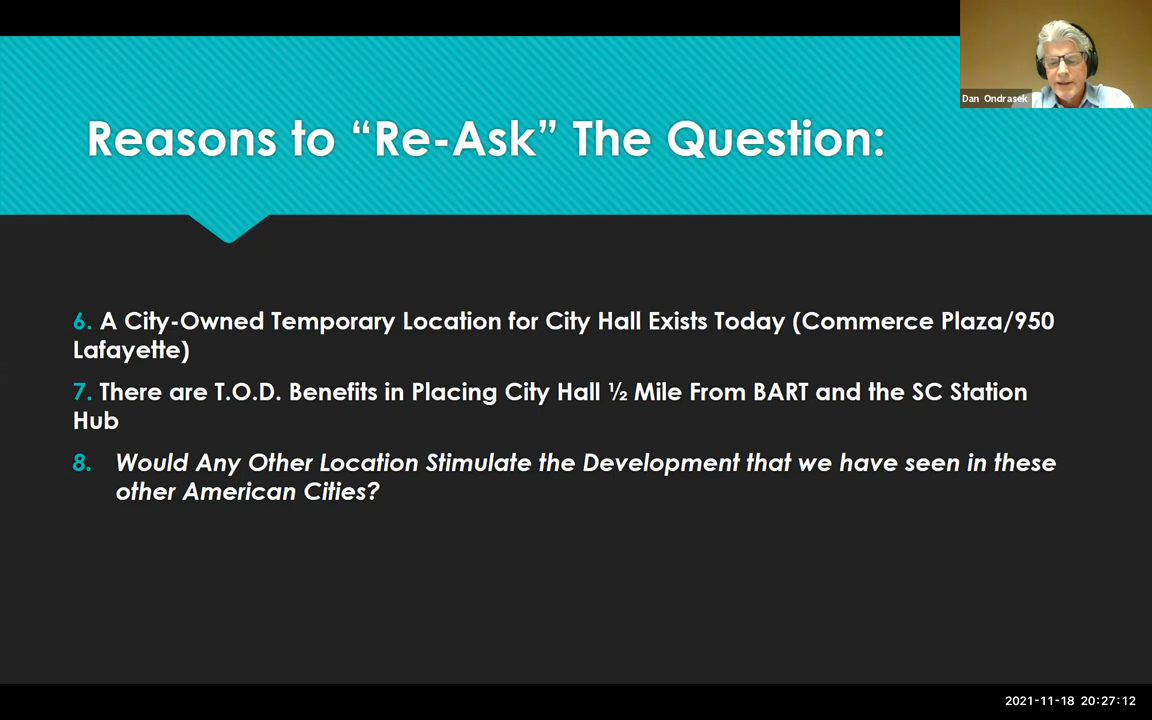 Dan Ondrasek
Reasons to “Re-Ask” The Question:
6. A City-Owned Temporary Location for City Hall Exists Today (Commerce Plaza/950
Lafayette)
7. There are T.O.D. Benefits in Placing City Hall ½ Mile From BART and the SC Station
Hub
8. Would Any Other Location Stimulate the Development that we have seen in these
other American Cities?
2021-11-18 20:27:12